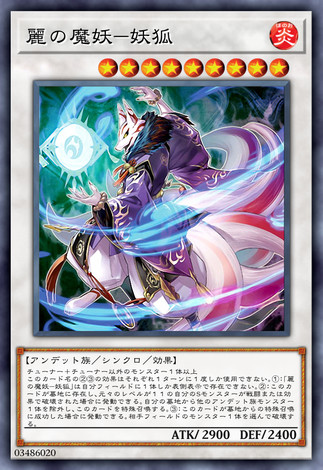 麗の魔妖−妖狐
炎
【アンデット族／シンクロ／効果】
チューナー＋チューナー以外のモンスター１体以上
このカード名の②③の効果はそれぞれ１ターンに１度しか使用できない。①：「麗
の魔妖−妖狐」は自分フィールドに１体しか表側表示で存在できない。②：このカード
が墓地に存在し、元々のレベルが１１の自分のSモンスターが戦闘または効
果で破壊された場合に発動できる。自分の墓地から他のアンデット族モンスター
１体を除外し、このカードを特殊召喚する。③：このカードが墓地からの特殊召喚
に成功した場合に発動できる。相手フィールドのモンスター１体を選んで破壊す
る。
ATK/ 2900 DEF/ 2400
03486020